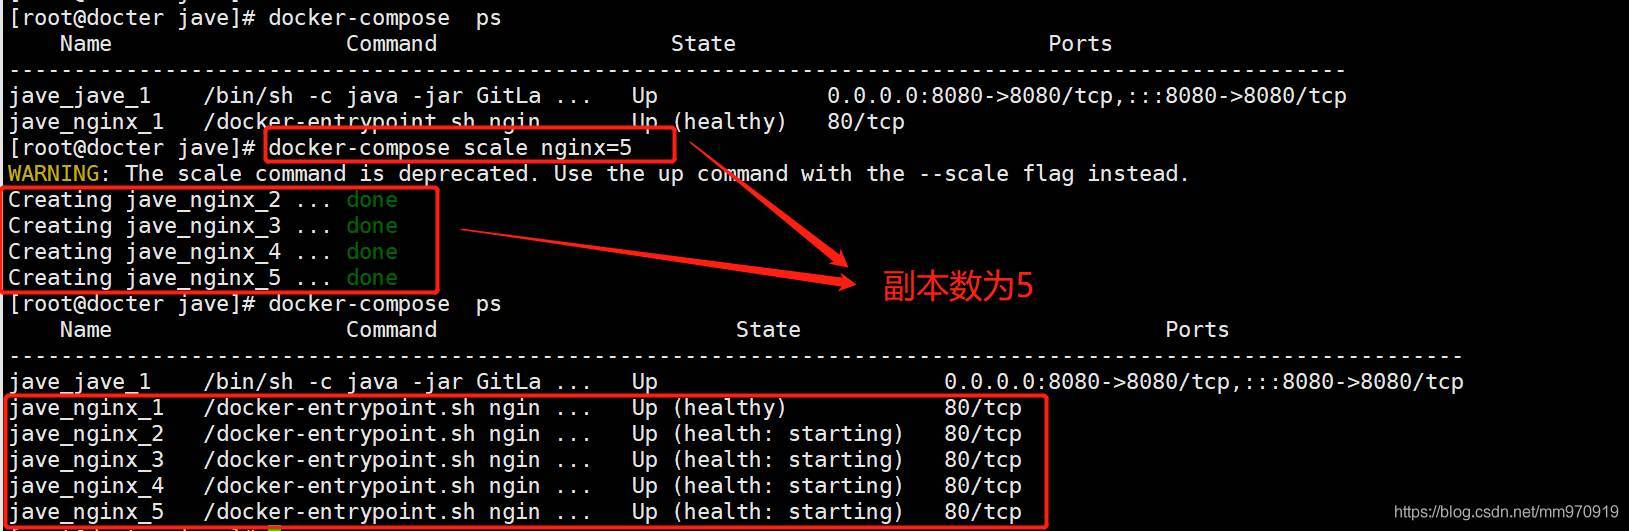 [root@docter jave]# docker-compose  ps
Name Command State Ports
--------------------------------------------------------------------------------------------------------
jave_jave_1 /bin/sh -c java -jar GitLa ... Up 0.0.0.0:8080->8080/tcp,:::8080->8080/tcp
jave_nginx_1 /docker-entrypoint.sh ngin ... Up (healthy) 80/tcp
[root@docter jave]# docker-compose scale nginx=5
WARNING: The scale command is deprecated. Use the up command with the --scale flag instead.
Creating jave_nginx_2 ... done
Creating jave_nginx_3 ... done
Creating jave_nginx_4 ... done
Creating jave_nginx_5 ... done
副本数为5
[root@docter jave]# docker-compose  ps
Name Command State Ports
-----------------------------------------------------------------------------------------------------------------
jave_jave_1 /bin/sh -c java -jar GitLa ... Up 0.0.0.0:8080->8080/tcp,:::8080->8080/tcp
jave_nginx_1 /docker-entrypoint.sh ngin ... Up (healthy) 80/tcp
jave_nginx_2 /docker-entrypoint.sh ngin ... Up (health: starting) 80/tcp
jave_nginx_3 /docker-entrypoint.sh ngin ... Up (health: starting) 80/tcp
jave_nginx_4 /docker-entrypoint.sh ngin ... Up (health: starting) 80/tcp
jave_nginx_5 /docker-entrypoint.sh ngin ... Up (health: starting) 80/tcp
https://blog.csdn.net/mm970919